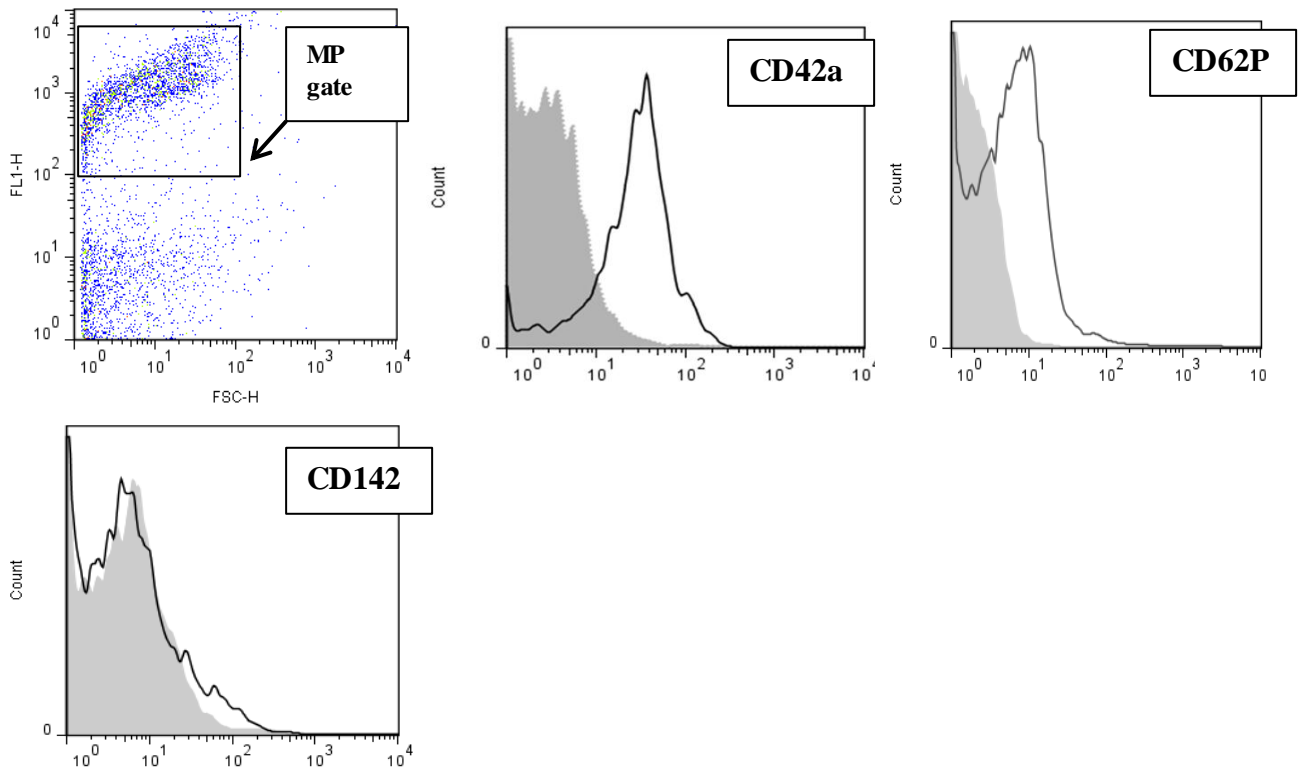 10^4
10^3
10^2
10^1
10^0
FL1-H
10^0 10^1 10^2 10^3 10^4
FSC-H
MP
gate
CD42a
Count
0
10^0 10^1 10^2 10^3 10^4
CD62P
Count
0
10^0 10^1 10^2 10^3 10
CD142
Count
0
10^0 10^1 10^2 10^3 10^4